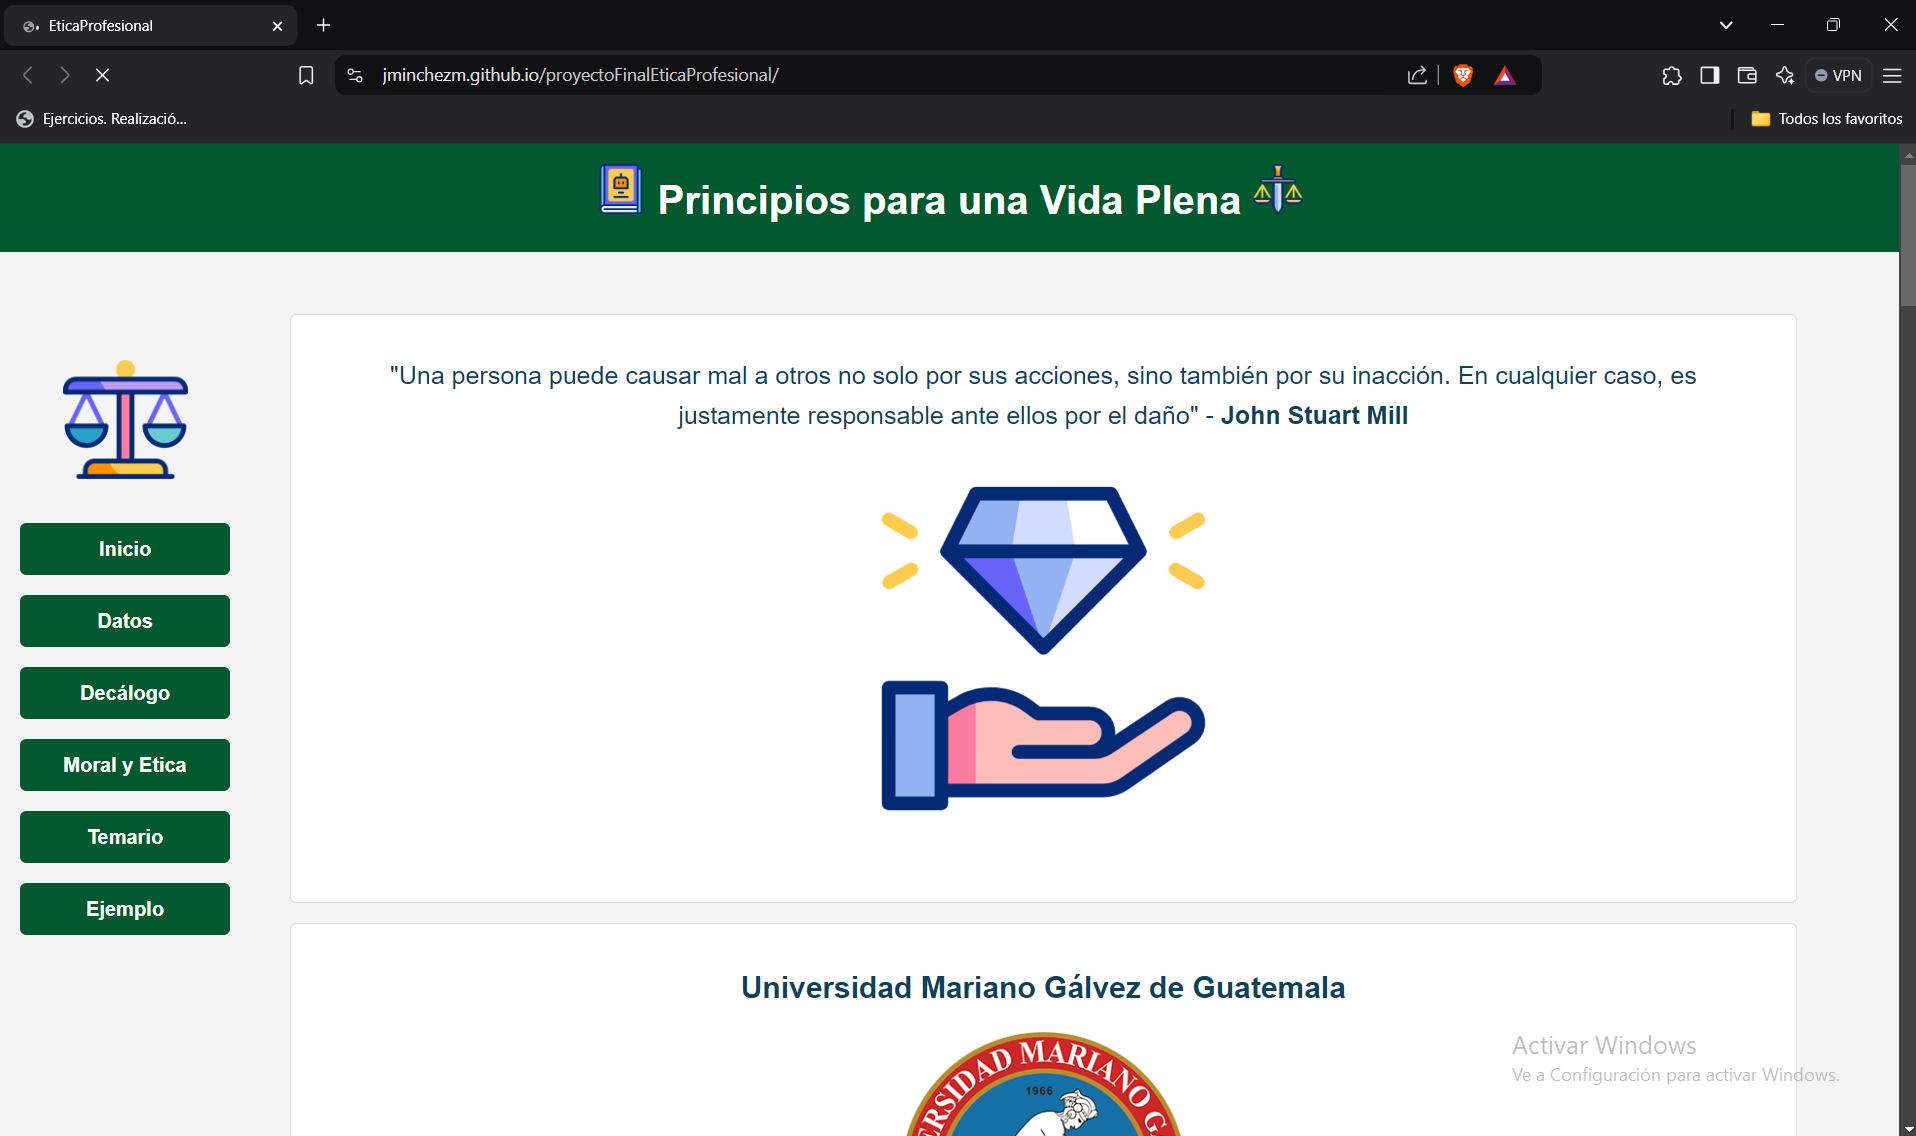 EticaProfesional
jminchezm.github.io/proyectoFinalEticaProfesional/
VPN
Ejercicios. Realizació...
Todos los favoritos
Principios para una Vida Plena
"Una persona puede causar mal a otros no solo por sus acciones, sino también por su inacción. En cualquier caso, es
justamente responsable ante ellos por el daño" - John Stuart Mill
Inicio
Datos
Decálogo
Moral y Etica
Temario
Ejemplo
Universidad Mariano Gálvez de Guatemala
ERSIDAD MARIANO G
1966
Activar Windows
Ve a Configuración para activar Windows.